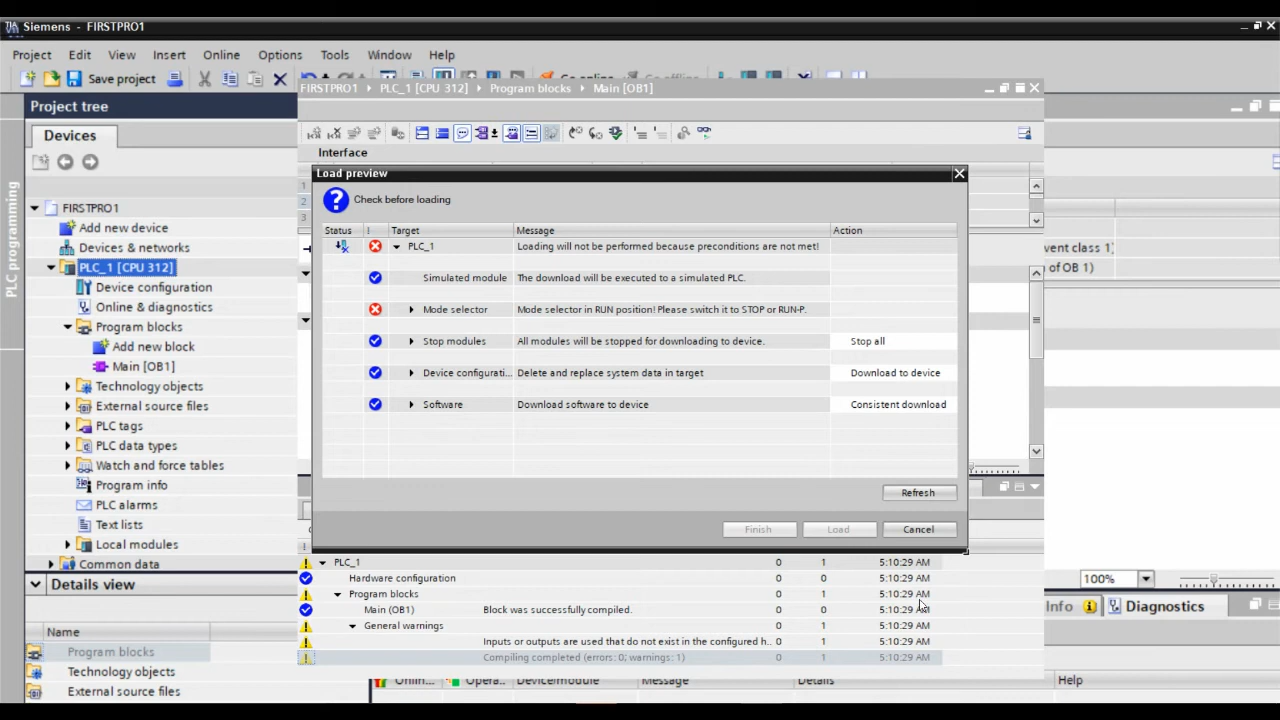 Siemens - FIRSTPRO1
Project Edit View Insert Online Options Tools Window Help
Save project
FIRSTPRO1 PLC_1 [CPU 312] Program blocks Main [OB1]
Project tree
Devices
Interface
PLC programming
FIRSTPRO1
Add new device
Devices & networks
PLC_1 [CPU 312]
Device configuration
Online & diagnostics
Program blocks
Add new block
Main [OB1]
Technology objects
External source files
PLC tags
PLC data types
Watch and force tables
Program info
PLC alarms
Text lists
Local modules
Common data
Details view
Name
Program blocks
Technology objects
External source files
1
2
3
Load preview
Check before loading
Status ! Target Message Action
PLC_1 Loading will not be performed because preconditions are not met!
Simulated module The download will be executed to a simulated PLC.
Mode selector Mode selector in RUN position! Please switch it to STOP or RUN-P.
Stop modules All modules will be stopped for downloading to device. Stop all
Device configurati... Delete and replace system data in target Download to device
Software Download software to device Consistent download
Refresh
Finish Load Cancel
vent class 1)
of OB 1)
PLC_1 0 1 5:10:29 AM
Hardware configuration 0 0 5:10:29 AM
Program blocks 0 1 5:10:29 AM
Main (OB1) Block was successfully compiled. 0 0 5:10:29 AM
General warnings 0 1 5:10:29 AM
Inputs or outputs are used that do not exist in the configured h... 0 1 5:10:29 AM
Compiling completed (errors: 0; warnings: 1) 0 1 5:10:29 AM
100%
Info Diagnostics
Onlin... Opera... Device/module Message Details Help